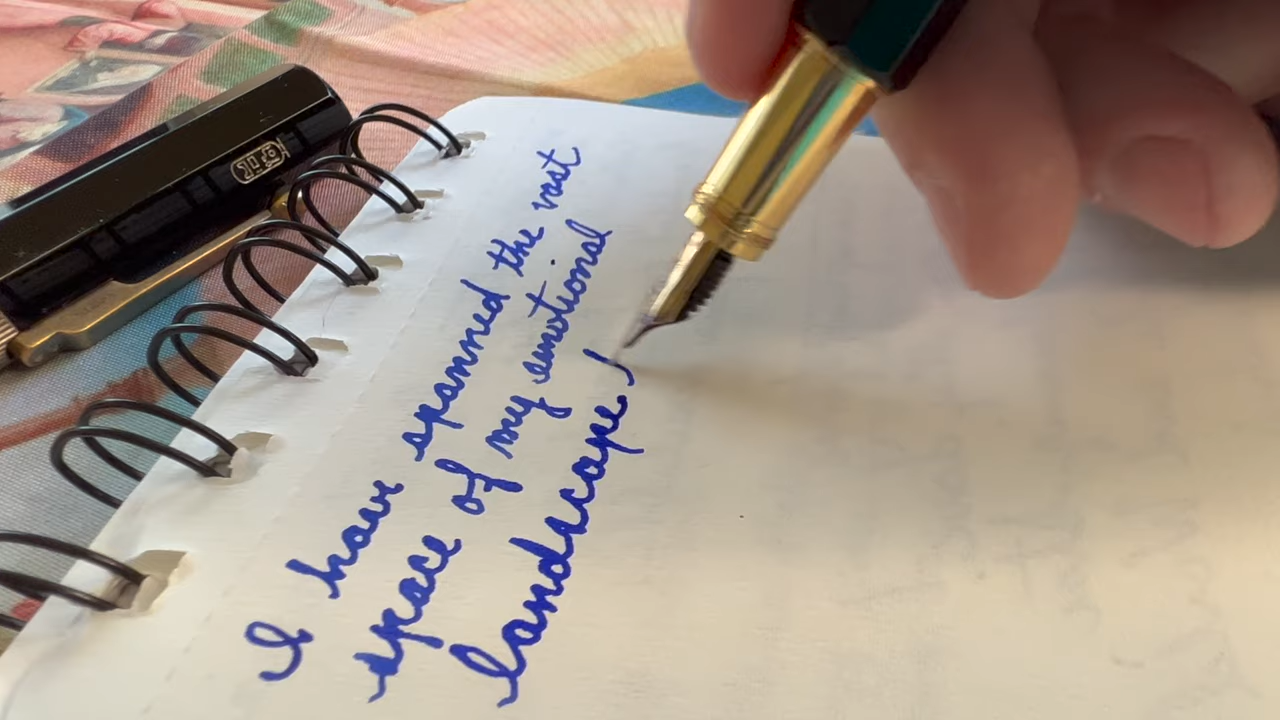 I have spanned the vast
space of my emotional
landscape,